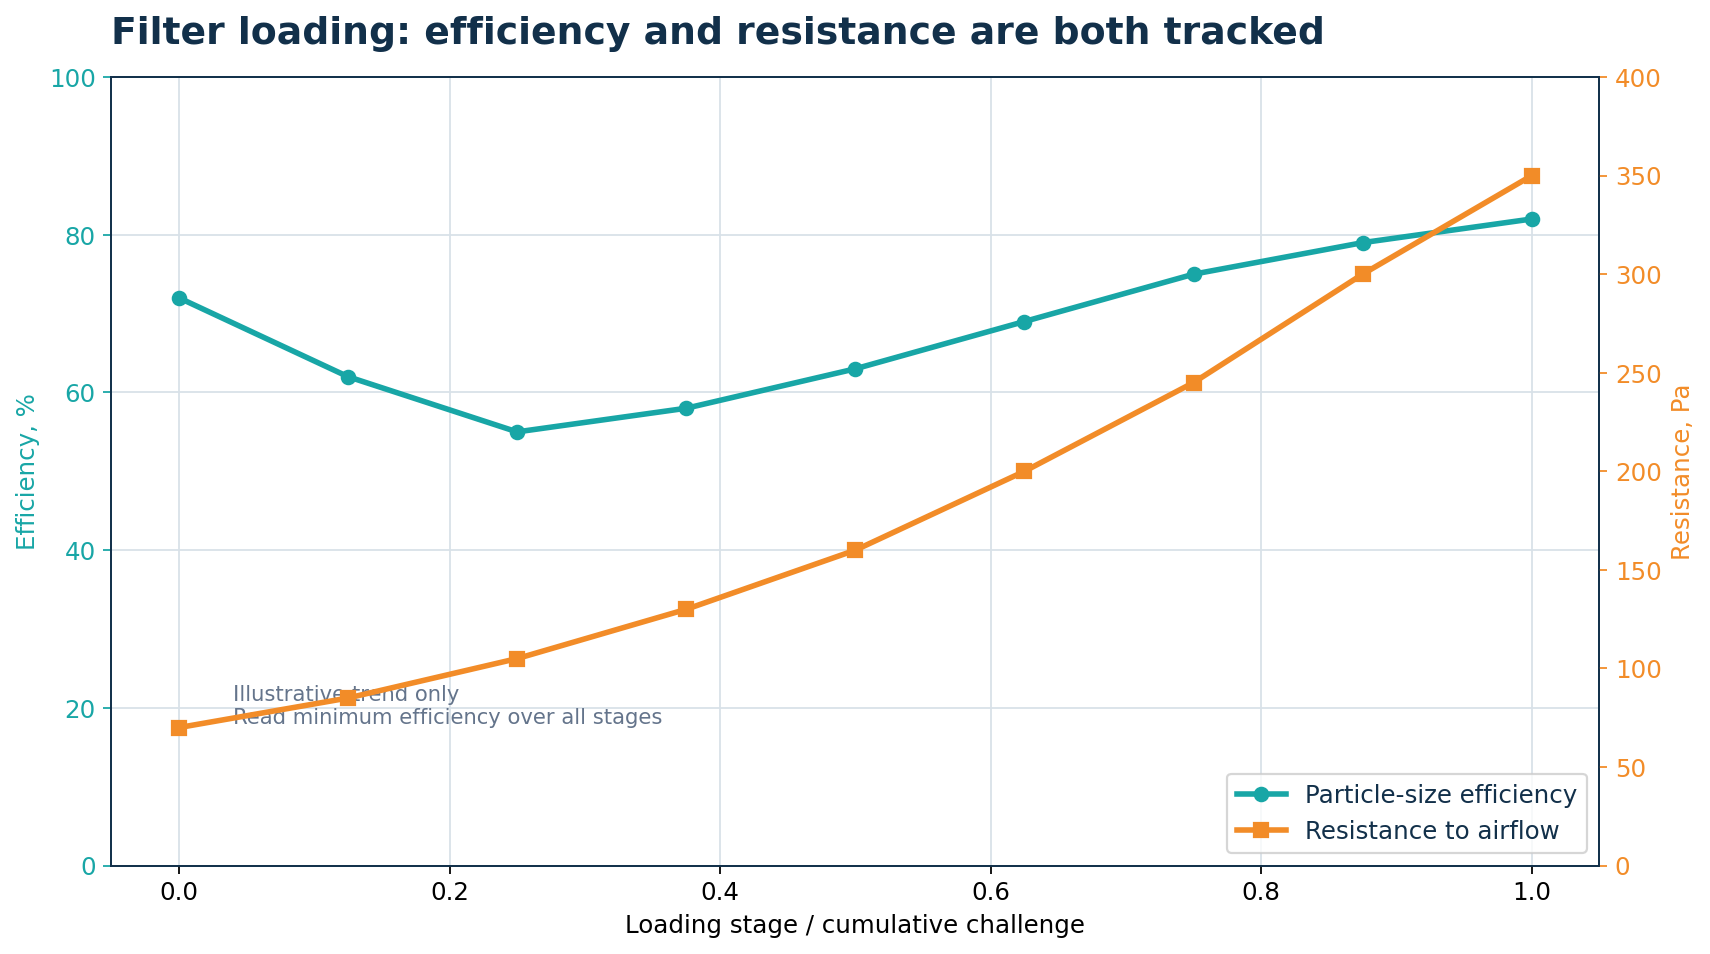 Filter loading: efficiency and resistance are both tracked
100
80
60
40
20
0
Efficiency, %
400
350
300
250
200
150
100
50
0
Resistance, Pa
Illustrative trend only
Read minimum efficiency over all stages
Particle-size efficiency
Resistance to airflow
0.0 0.2 0.4 0.6 0.8 1.0
Loading stage / cumulative challenge